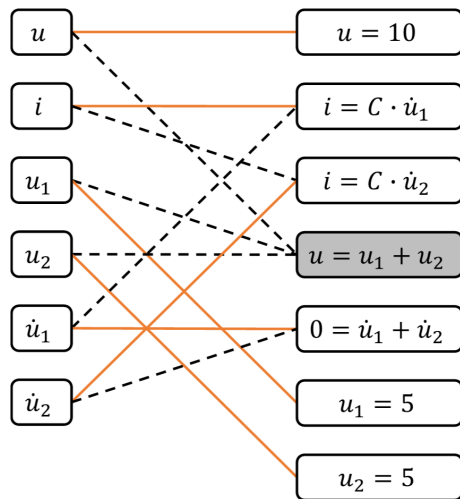 u u = 10
i i = C · u̇₁
u₁ i = C · u̇₂
u₂ u = u₁ + u₂
u̇₁ 0 = u̇₁ + u̇₂
u̇₂ u₁ = 5
u₂ = 5